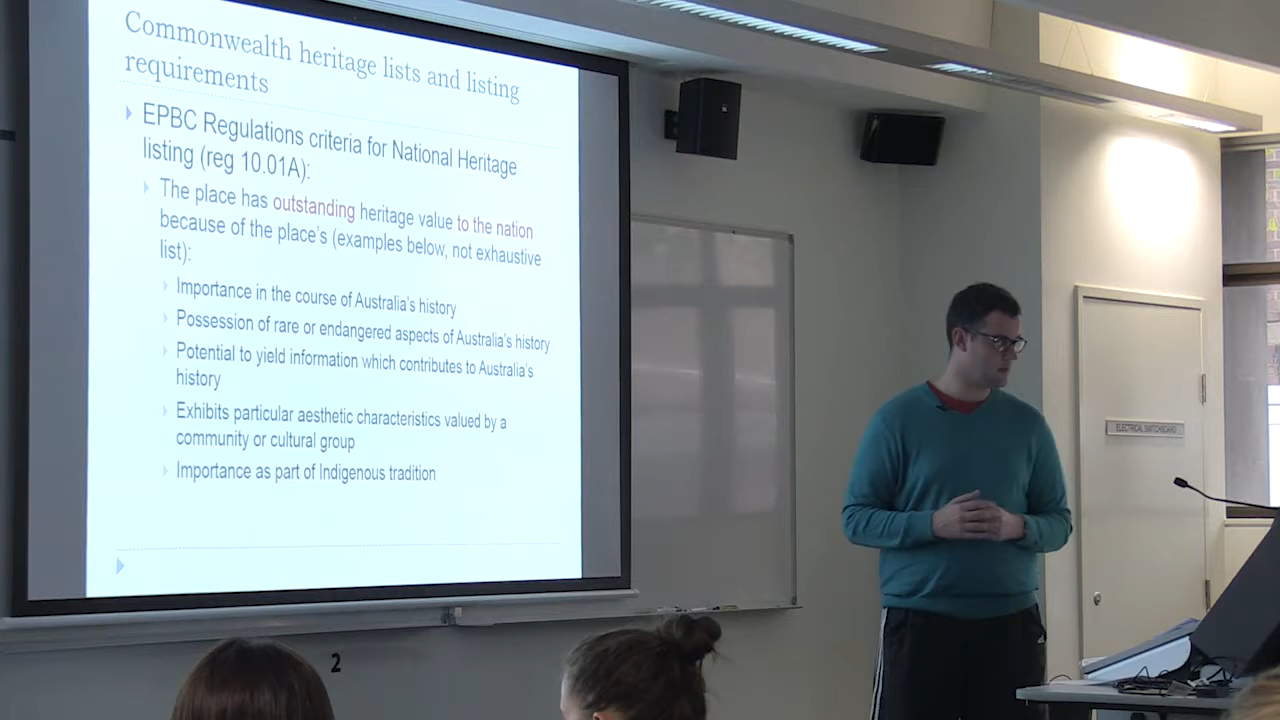 Commonwealth heritage lists and listing
requirements
EPBC Regulations criteria for National Heritage
listing (reg 10.01A):
The place has outstanding heritage value to the nation
because of the place's (examples below, not exhaustive
list):
Importance in the course of Australia's history
Possession of rare or endangered aspects of Australia's history
Potential to yield information which contributes to Australia's
history
Exhibits particular aesthetic characteristics valued by a
community or cultural group
Importance as part of Indigenous tradition
ELECTRICAL SWITCHBOARD
2